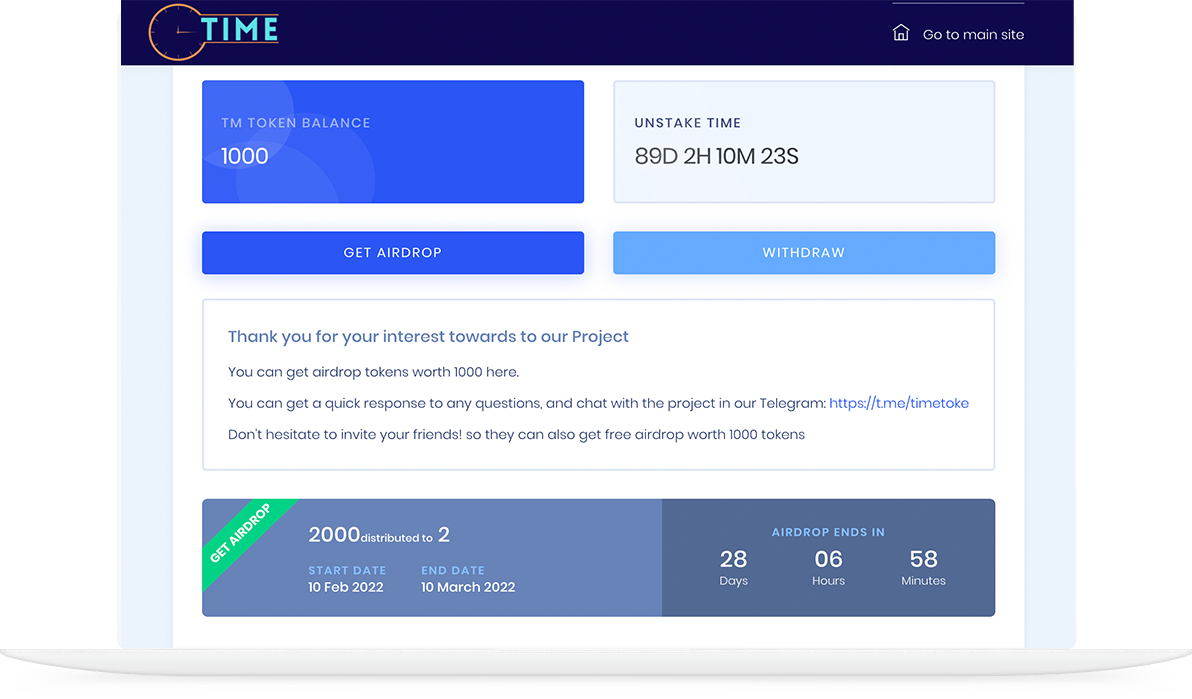 TIME
Go to main site
TM TOKEN BALANCE
1000
UNSTAKE TIME
89D 2H 10M 23S
GET AIRDROP
WITHDRAW
Thank you for your interest towards to our Project
You can get airdrop tokens worth 1000 here.
You can get a quick response to any questions, and chat with the project in our Telegram: https://t.me/timetoke
Don't hesitate to invite your friends! so they can also get free airdrop worth 1000 tokens
GET AIRDROP
2000 distributed to 2
START DATE END DATE
10 Feb 2022 10 March 2022
AIRDROP ENDS IN
28 06 58
Days Hours Minutes